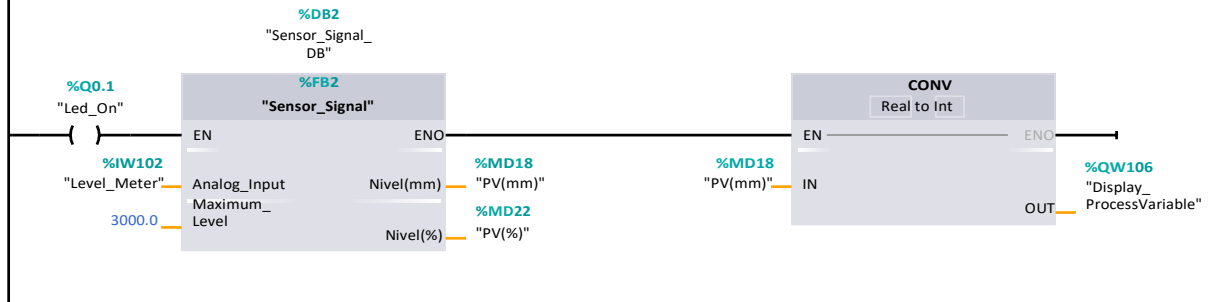 %DB2
"Sensor_Signal_
DB"
%Q0.1
"Led_On"
%FB2
"Sensor_Signal"
EN
ENO
%IW102
"Level_Meter"
Analog_Input
3000.0
Maximum_
Level
Nivel(mm)
%MD18
"PV(mm)"
Nivel(%)
%MD22
"PV(%)"
CONV
Real to Int
EN
ENO
%MD18
"PV(mm)"
IN
OUT
%QW106
"Display_
ProcessVariable"